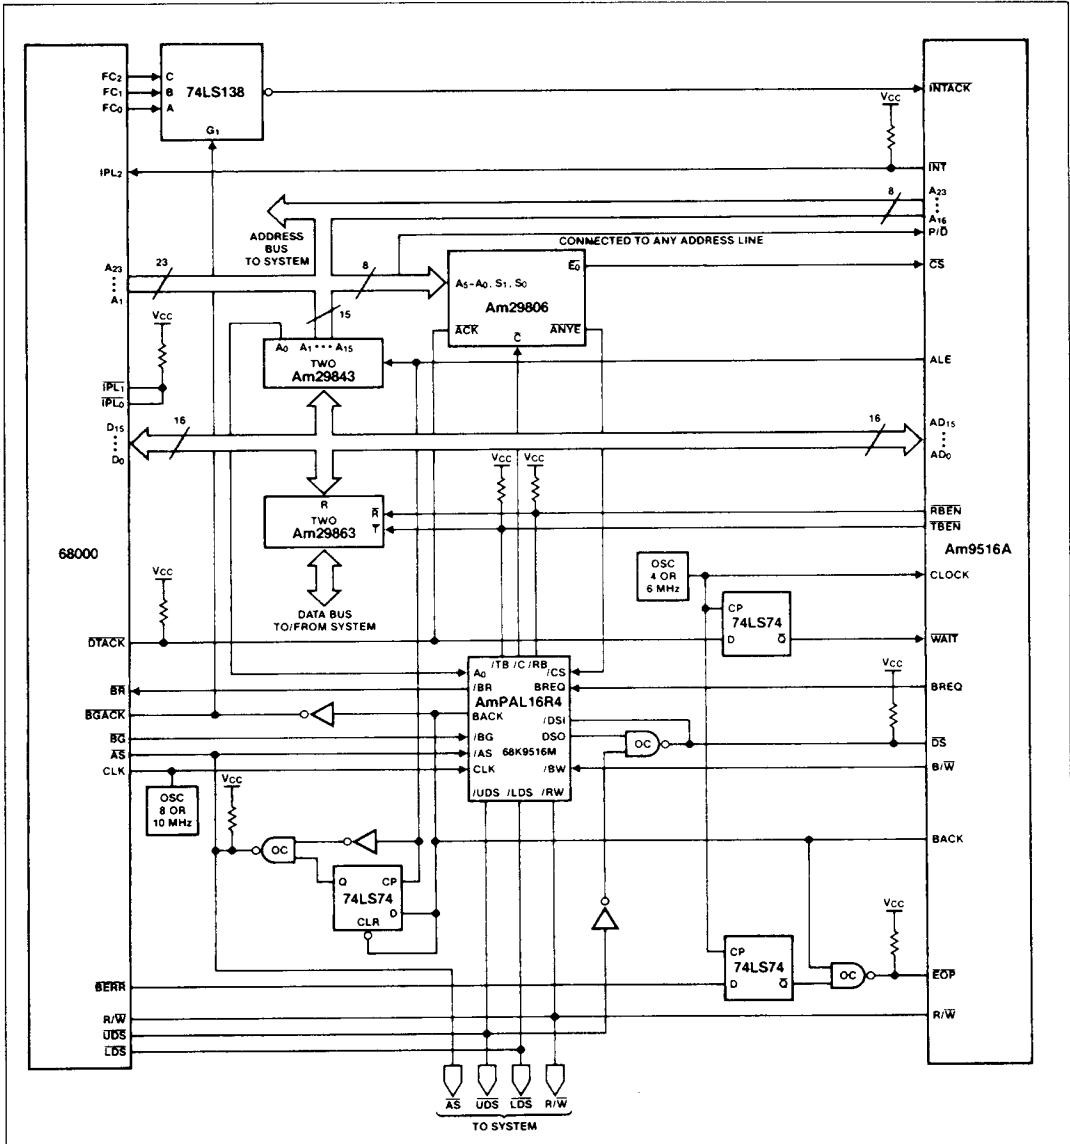 FC2 C
FC1 B 74LS138
FC0 A
G1
INTACK
VCC
IPL2
INT
8
A23
A16
P/D
ADDRESS
BUS
TO SYSTEM
CONNECTED TO ANY ADDRESS LINE
A23
A1
23
8
E0
CS
A5–A0, S1, S0
Am29806
ACK
C
ANYE
15
VCC
A0 A1 ••• A15
TWO
Am29843
ALE
IPL1
IPL0
D15
D0
16
16
AD15
AD0
VCC VCC
R
TWO
Am29863
R
T
RBEN
TBEN
68000
Am9516A
VCC
OSC
4 OR
6 MHz
CLOCK
DATA BUS
TO/FROM SYSTEM
CP
74LS74
D Q
DTACK
WAIT
/TB /C /RB
A0 /CS
VCC
BR
/BR BREQ
BREQ
AmPAL16R4
BGACK
BACK /DSI
DSO
OC
DS
BG
/BG
68K9516M
AS
/AS
CLK
CLK /BW
B/W
VCC
/UDS /LDS /RW
OSC
8 OR
10 MHz
BACK
OC
Q CP
74LS74
D
CLR
VCC
CP
74LS74
D Q
OC
EOP
BERR
R/W
R/W
UDS
LDS
AS UDS LDS R/W
TO SYSTEM